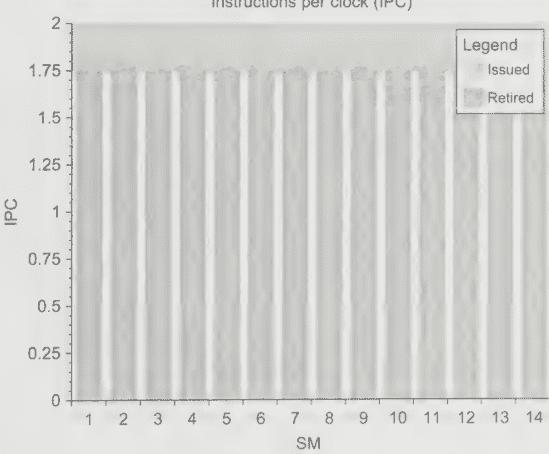 Instructions per clock (IPC)
2
Legend
Issued
Retired
1.75
1.5
1.25
1
0.75
0.5
0.25
0
IPC
1 2 3 4 5 6 7 8 9 10 11 12 13 14
SM